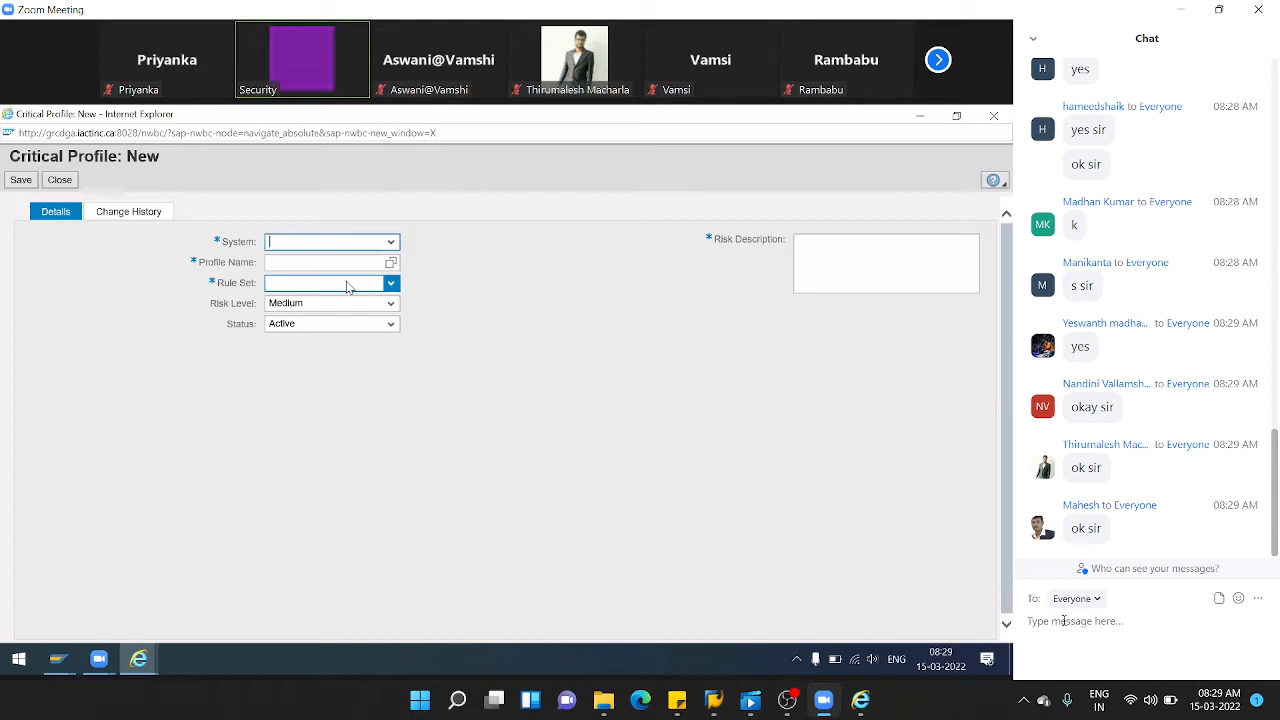 Zoom Meeting
Priyanka
Aswani@Vamshi
Vamsi
Rambabu
Priyanka
Security
Aswani@Vamshi
Thirumalesh Macharla
Vamsi
Rambabu
Critical Profile: New - Internet Explorer
http://grcdga.iactinc.ca:8028/nwbc/?sap-nwbc-node=navigate_absolute&sap-nwbc-new_window=X
Critical Profile: New
Save Close
Details Change History
* System:
* Profile Name:
* Rule Set:
Risk Level: Medium
Status: Active
* Risk Description:
ENG
08:29
15-03-2022
Chat
H
yes
hameedshaik to Everyone 08:28 AM
H
yes sir
ok sir
Madhan Kumar to Everyone 08:28 AM
MK
k
Manikanta to Everyone 08:28 AM
M
s sir
Yeswanth madha... to Everyone 08:29 AM
yes
Nandini Vallamsh... to Everyone 08:29 AM
NV
okay sir
Thirumalesh Mac... to Everyone 08:29 AM
ok sir
Mahesh to Everyone 08:29 AM
ok sir
Who can see your messages?
To: Everyone
Type message here...
ENG
IN
08:29 AM
15-03-2022
1